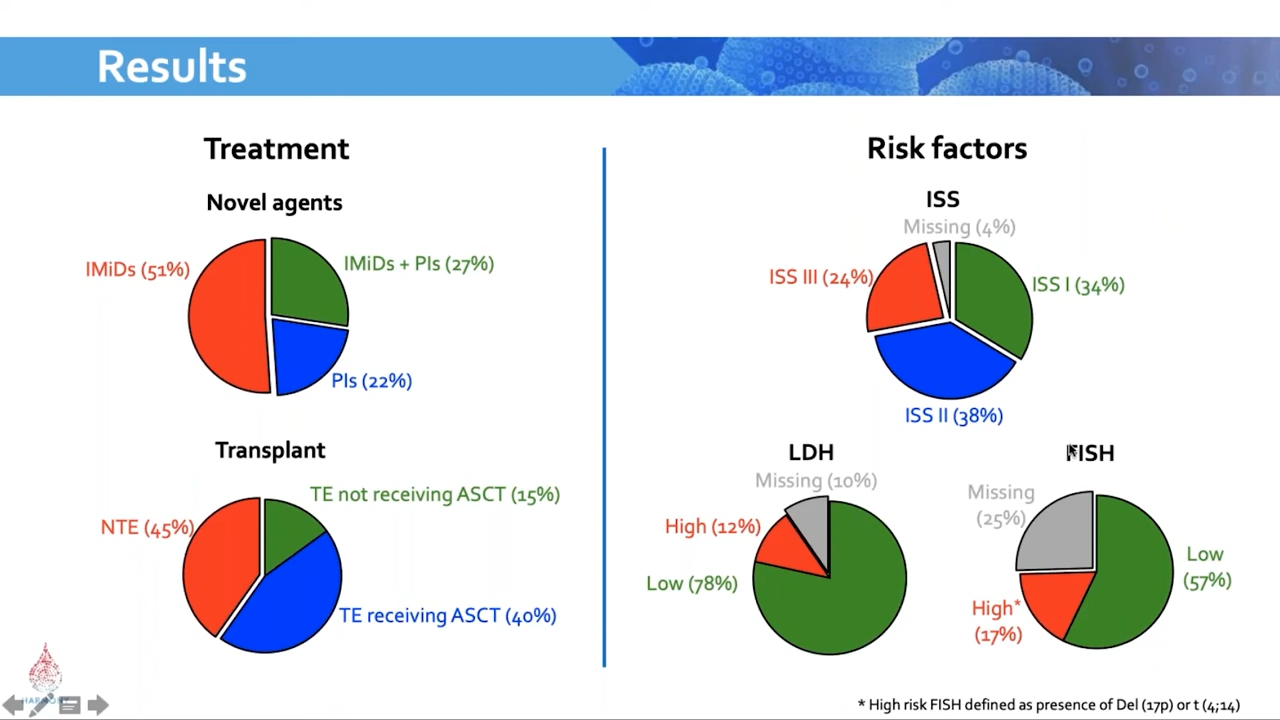 Results
Treatment
Novel agents
IMiDs (51%)
IMiDs + PIs (27%)
PIs (22%)
Transplant
TE not receiving ASCT (15%)
NTE (45%)
TE receiving ASCT (40%)
Risk factors
ISS
Missing (4%)
ISS III (24%)
ISS I (34%)
ISS II (38%)
LDH
Missing (10%)
High (12%)
Low (78%)
FISH
Missing
(25%)
Low
(57%)
High*
(17%)
* High risk FISH defined as presence of Del (17p) or t (4;14)